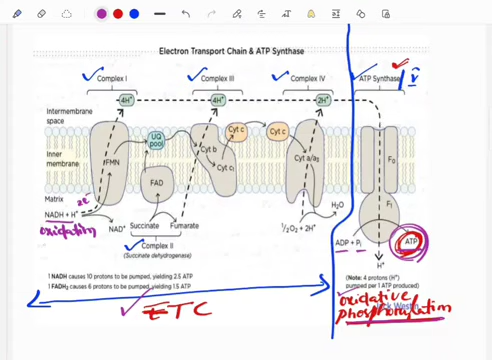 Electron Transport Chain & ATP Synthase
Complex I
Complex III
Complex IV
ATP Synthase
4H⁺
4H⁺
2H⁺
Intermembrane
space
Inner
membrane
Matrix
FMN
UQ
pool
FAD
Cyt b
Cyt c₁
Cyt c
Cyt c
Cyt a/a₃
F₀
F₁
2e⁻
NADH + H⁺
oxidation
NAD⁺
Succinate
Fumarate
Complex II
(Succinate dehydrogenase)
½O₂ + 2H⁺
H₂O
ADP + Pᵢ
ATP
H⁺
1 NADH causes 10 protons to be pumped, yielding 2.5 ATP
1 FADH₂ causes 6 protons to be pumped, yielding 1.5 ATP
(Note: 4 protons (H⁺)
pumped per 1 ATP produced)
ETC
oxidative
phosphorylation